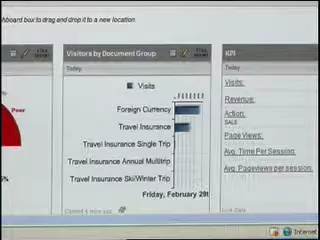 hboard box to drag and drop it to a new location.
Visitors by Document Group
KPI
Today
Today
Visits
Poor
Foreign Currency
Travel Insurance
Travel Insurance Single Trip
Travel Insurance Annual Multitrip
Travel Insurance Ski/Winter Trip
Friday, February 29t
Visits:
Revenue:
Action:
SALE
Page Views:
Avg. Time Per Session:
Avg. Pageviews per session:
5%
Internet